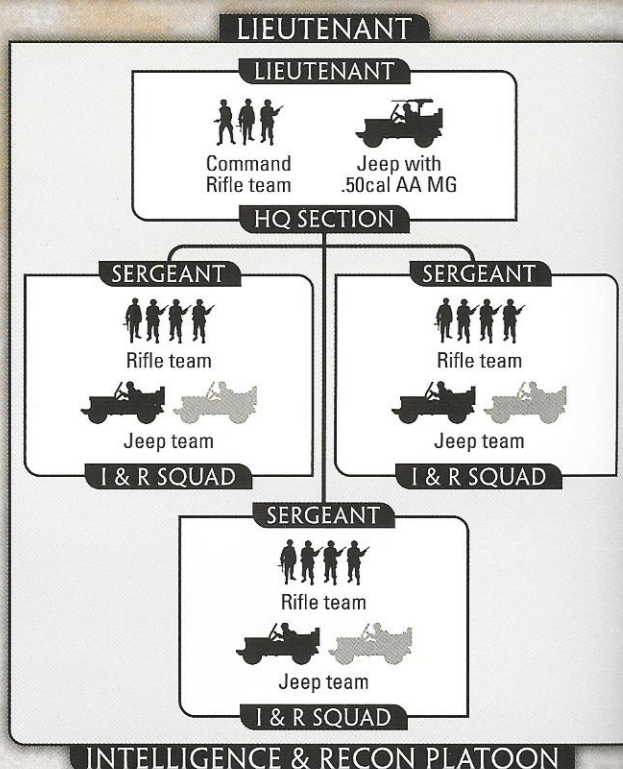 LIEUTENANT
LIEUTENANT
Command
Rifle team
Jeep with
.50cal AA MG
HQ SECTION
SERGEANT
Rifle team
Jeep team
I & R SQUAD
SERGEANT
Rifle team
Jeep team
I & R SQUAD
SERGEANT
Rifle team
Jeep team
I & R SQUAD
INTELLIGENCE & RECON PLATOON